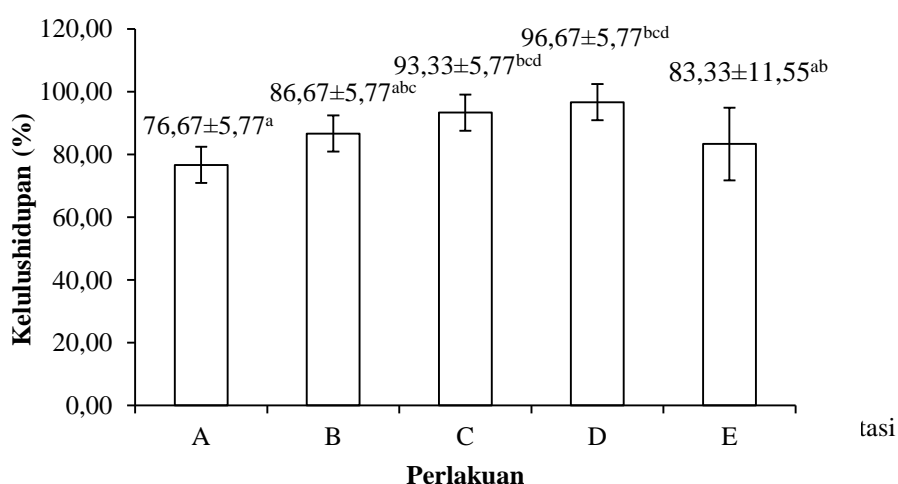 120,00
100,00
80,00
60,00
40,00
20,00
0,00
Kelulushidupan (%)
76,67±5,77ᵃ
86,67±5,77ᵃᵇᶜ
93,33±5,77ᵇᶜᵈ
96,67±5,77ᵇᶜᵈ
83,33±11,55ᵃᵇ
A B C D E
Perlakuan
tasi